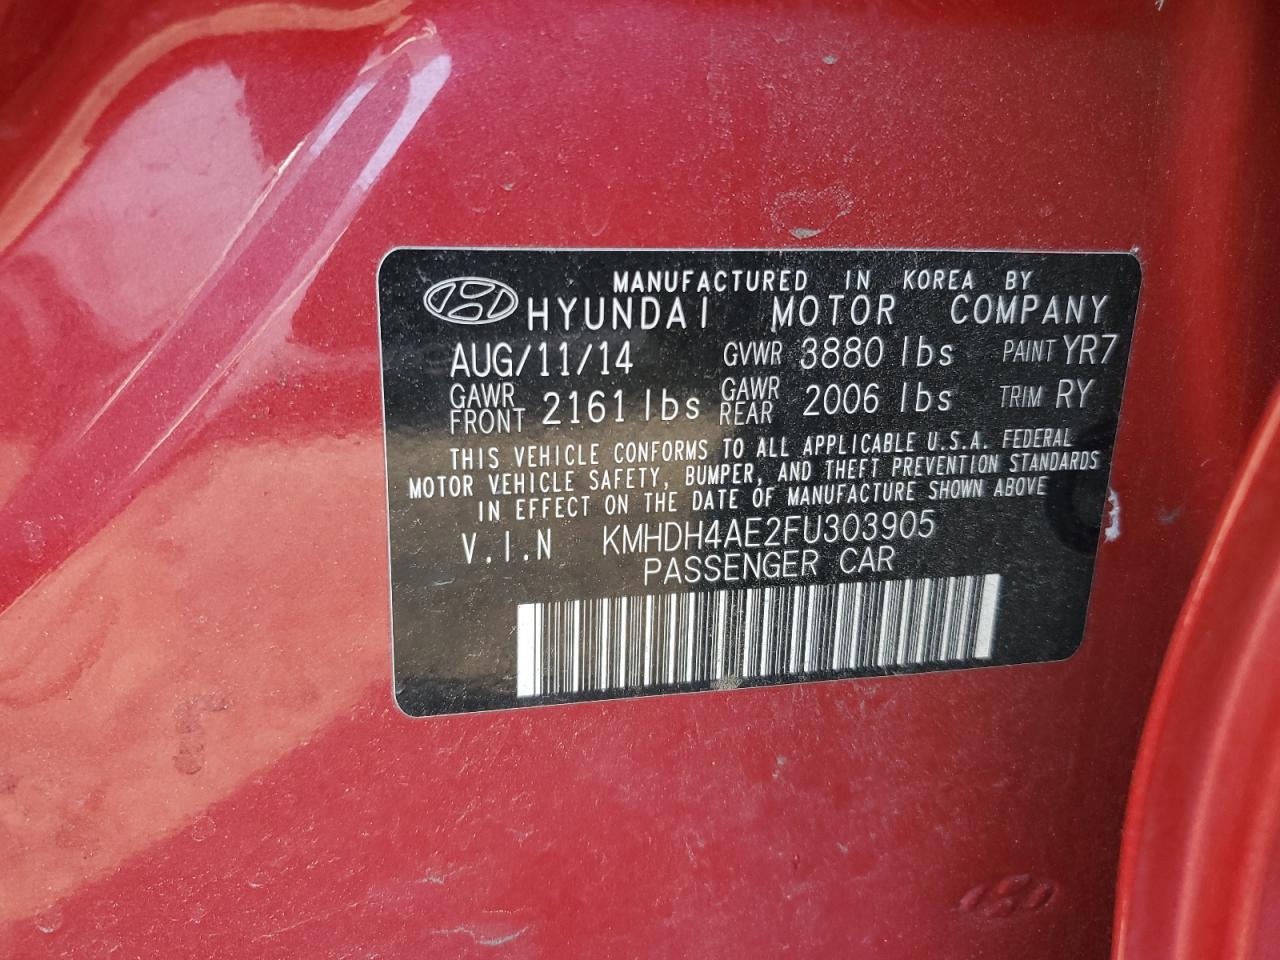 MANUFACTURED IN KOREA BY
HYUNDAI MOTOR COMPANY
AUG/11/14 GVWR 3880 lbs PAINT YR7
GAWR FRONT 2161 lbs GAWR REAR 2006 lbs TRIM RY
THIS VEHICLE CONFORMS TO ALL APPLICABLE U.S.A. FEDERAL
MOTOR VEHICLE SAFETY, BUMPER, AND THEFT PREVENTION STANDARDS
IN EFFECT ON THE DATE OF MANUFACTURE SHOWN ABOVE
V.I.N KMHDH4AE2FU303905
PASSENGER CAR